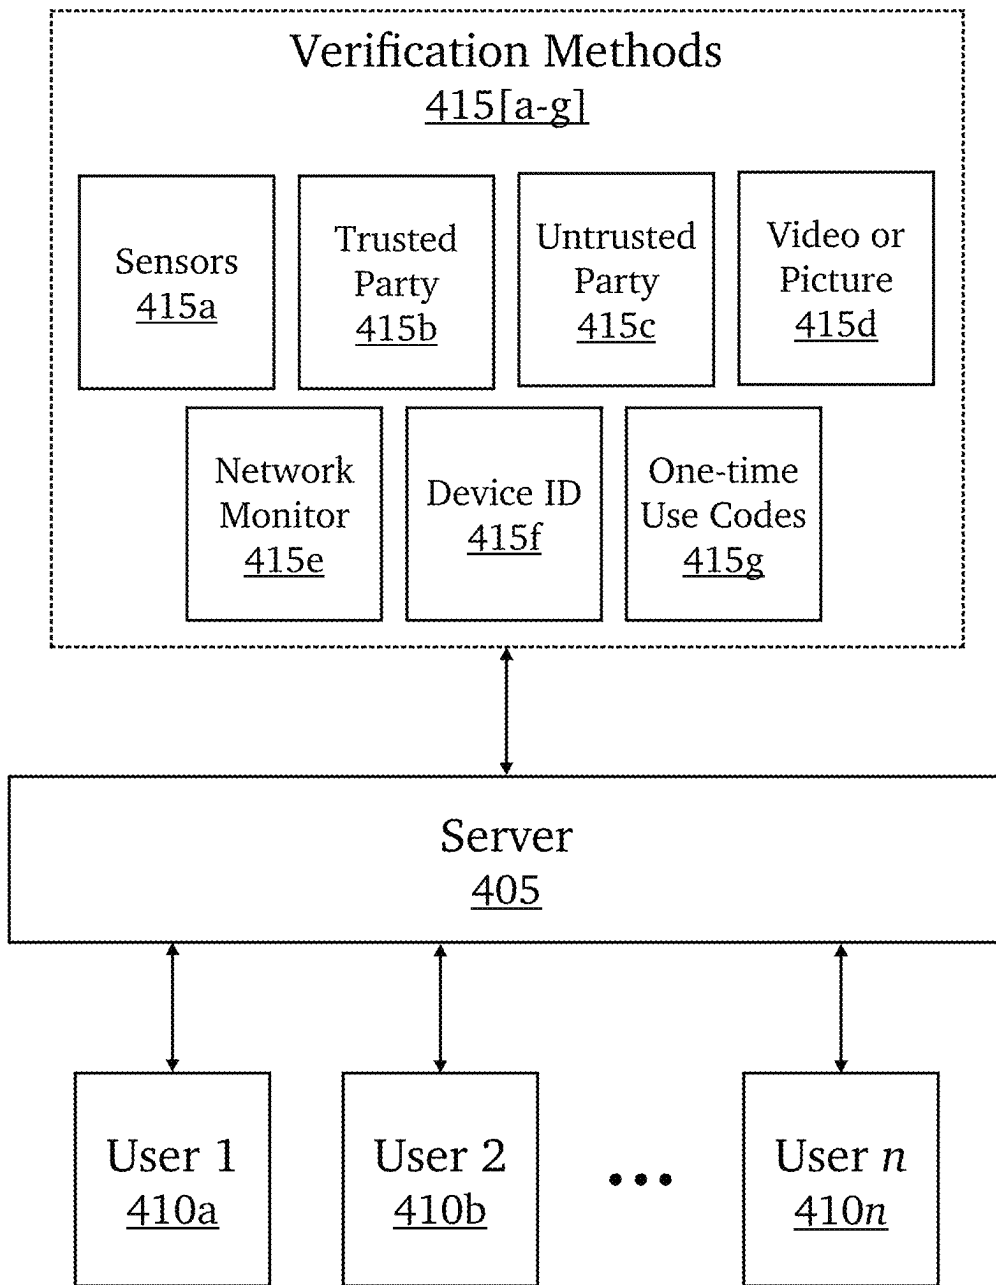 Verification Methods
415[a-g]
Sensors
415a
Trusted
Party
415b
Untrusted
Party
415c
Video or
Picture
415d
Network
Monitor
415e
Device ID
415f
One-time
Use Codes
415g
Server
405
User 1
410a
User 2
410b
•••
User n
410n